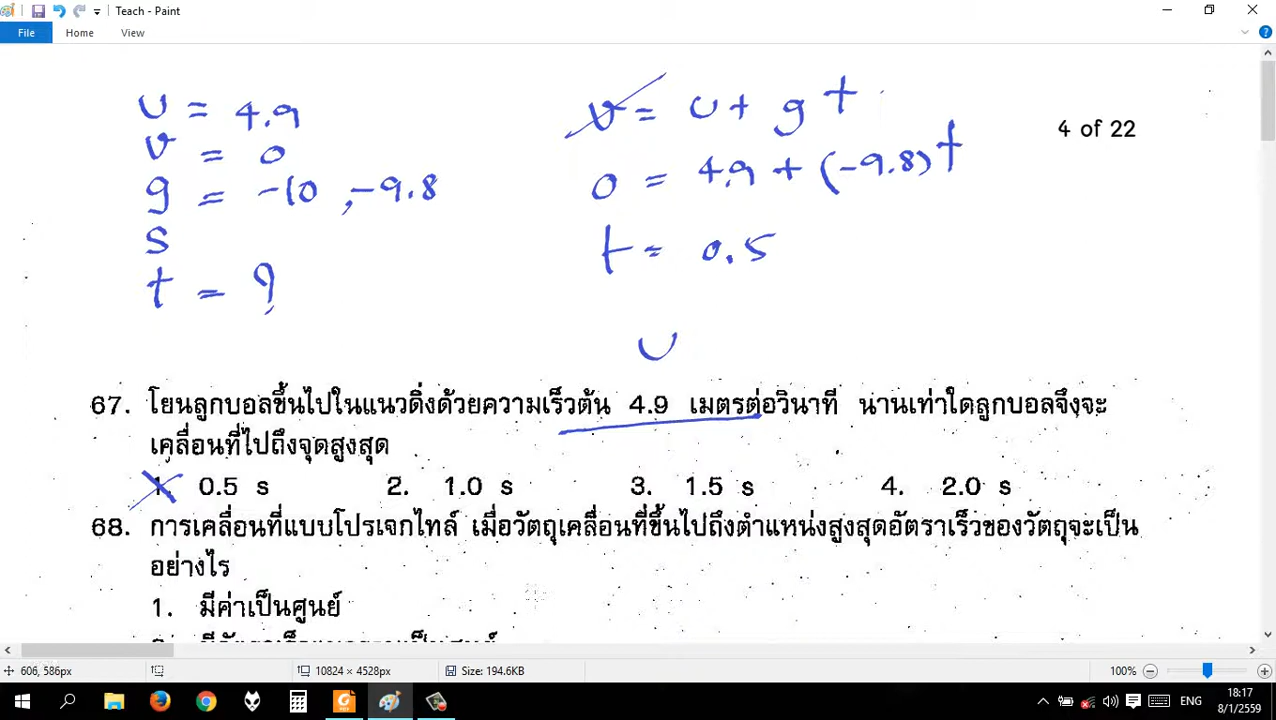 Teach - Paint
File Home View
u = 4.9
v = 0
g = -10 , -9.8
s
t = ?
v = u + g t
0 = 4.9 + (-9.8) t
t = 0.5
4 of 22
u
67. โยนลูกบอลขึ้นไปในแนวดิ่งด้วยความเร็วต้น 4.9 เมตรต่อวินาที นานเท่าใดลูกบอลจึงจะ
เคลื่อนที่ไปถึงจุดสูงสุด
1. 0.5 s 2. 1.0 s 3. 1.5 s 4. 2.0 s
68. การเคลื่อนที่แบบโปรเจกไทล์ เมื่อวัตถุเคลื่อนที่ขึ้นไปถึงตำแหน่งสูงสุดอัตราเร็วของวัตถุจะเป็น
อย่างไร
1. มีค่าเป็นศูนย์
606, 586px 10824 × 4528px Size: 194.6KB 100%
ENG 18:17
8/1/2559